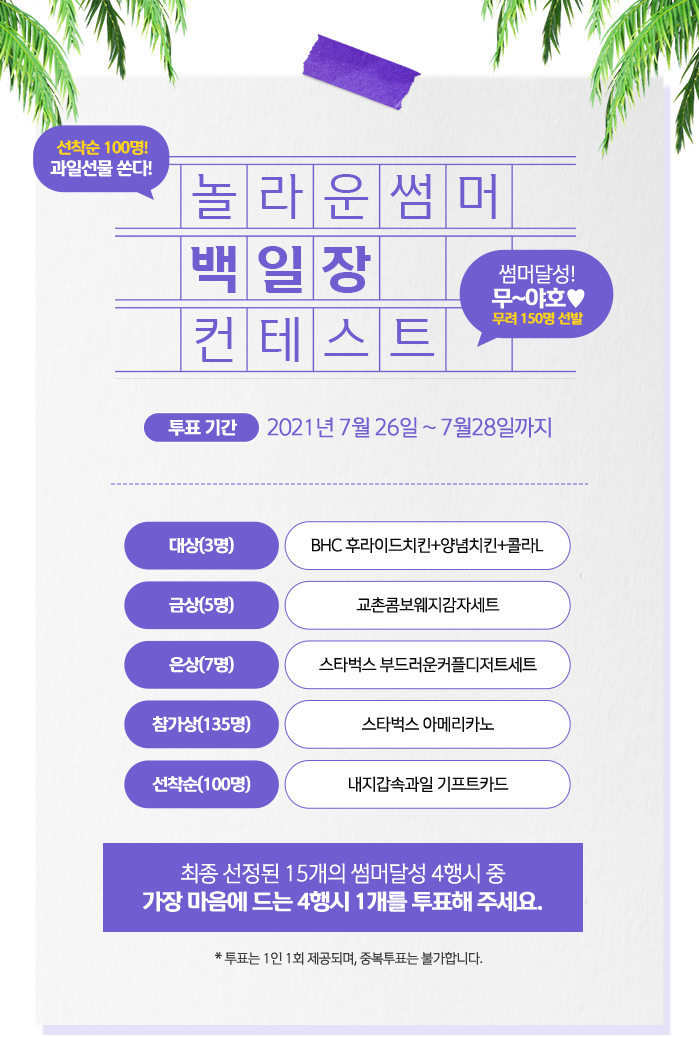 선착순 100명!
과일선물 쏜다!
놀라운썸머
백일장
컨테스트
썸머달성!
무~야호♥
무려 150명 선발
투표 기간 2021년 7월 26일 ~ 7월28일까지
대상(3명) BHC 후라이드치킨+양념치킨+콜라L
금상(5명) 교촌콤보웨지감자세트
은상(7명) 스타벅스 부드러운커플디저트세트
참가상(135명) 스타벅스 아메리카노
선착순(100명) 내지갑속과일 기프트카드
최종 선정된 15개의 썸머달성 4행시 중
가장 마음에 드는 4행시 1개를 투표해 주세요.
* 투표는 1인 1회 제공되며, 중복투표는 불가합니다.